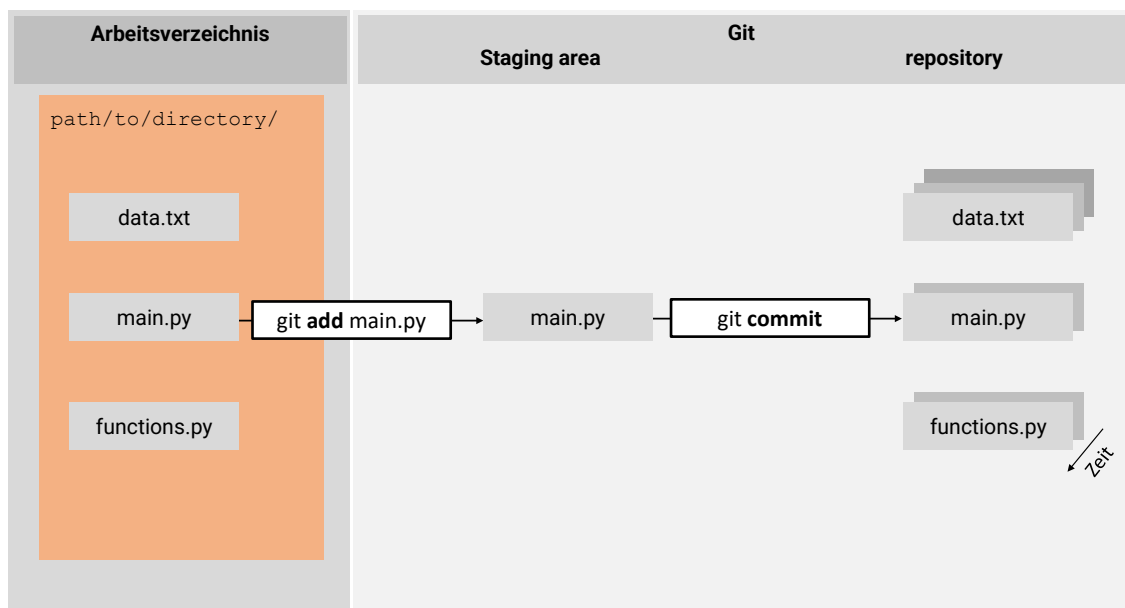 Arbeitsverzeichnis
Git
Staging area
repository
path/to/directory/
data.txt
data.txt
main.py
git add main.py
main.py
git commit
main.py
functions.py
functions.py
Zeit